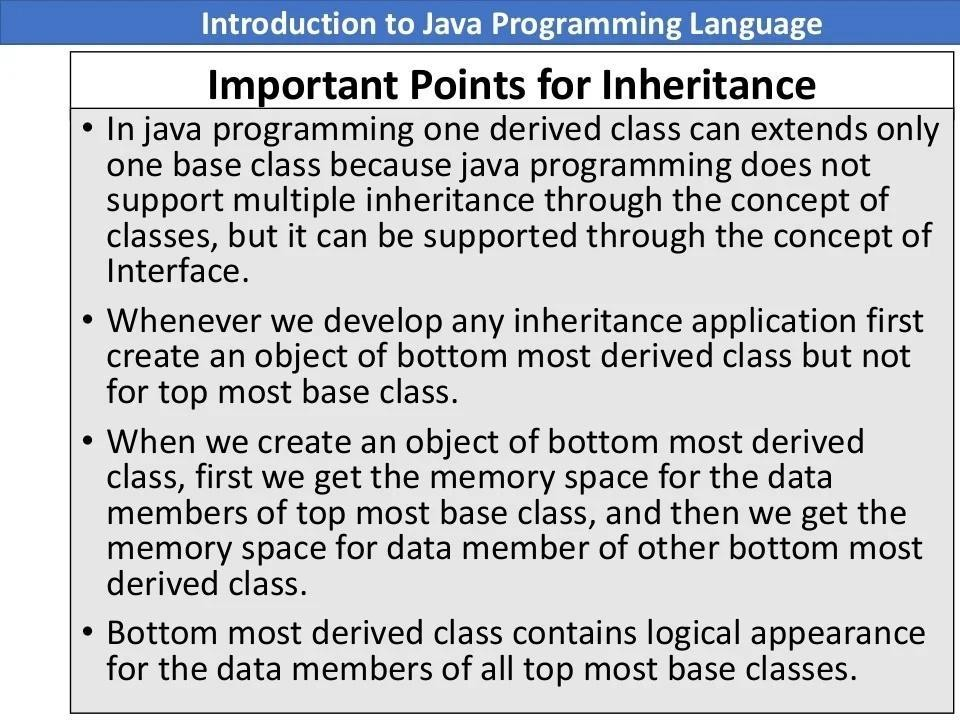 Introduction to Java Programming Language
Important Points for Inheritance
• In java programming one derived class can extends only
one base class because java programming does not
support multiple inheritance through the concept of
classes, but it can be supported through the concept of
Interface.
• Whenever we develop any inheritance application first
create an object of bottom most derived class but not
for top most base class.
• When we create an object of bottom most derived
class, first we get the memory space for the data
members of top most base class, and then we get the
memory space for data member of other bottom most
derived class.
• Bottom most derived class contains logical appearance
for the data members of all top most base classes.